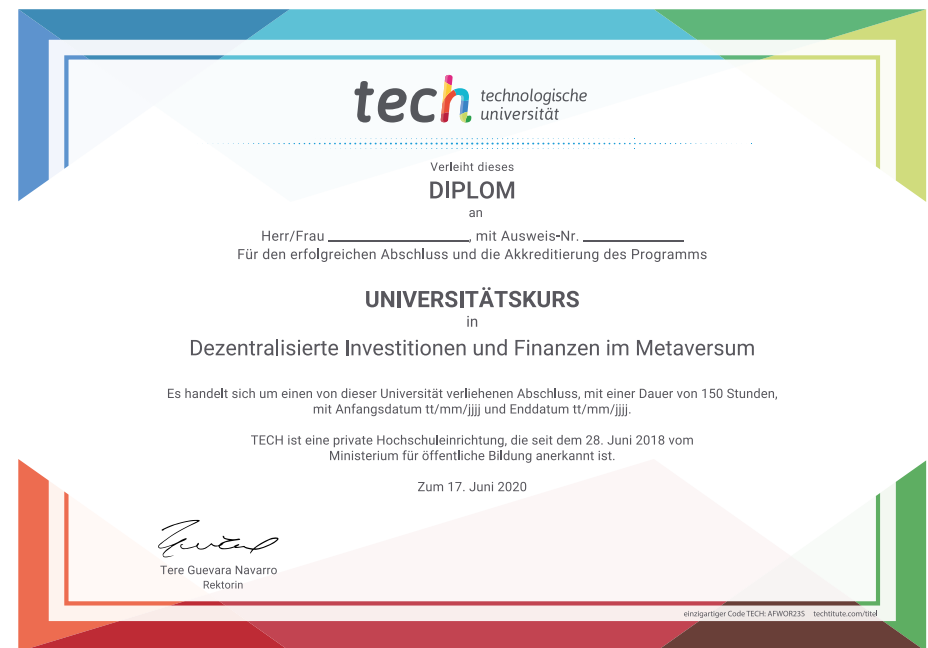 tech technologische
universität
Verleiht dieses
DIPLOM
an
Herr/Frau ____________________, mit Ausweis-Nr. ______________
Für den erfolgreichen Abschluss und die Akkreditierung des Programms
UNIVERSITÄTSKURS
in
Dezentralisierte Investitionen und Finanzen im Metaversum
Es handelt sich um einen von dieser Universität verliehenen Abschluss, mit einer Dauer von 150 Stunden,
mit Anfangsdatum tt/mm/jjjj und Enddatum tt/mm/jjjj.
TECH ist eine private Hochschuleinrichtung, die seit dem 28. Juni 2018 vom
Ministerium für öffentliche Bildung anerkannt ist.
Zum 17. Juni 2020
Tere Guevara Navarro
Rektorin
einzigartiger Code TECH: AFWOR23S techtitute.com/titel